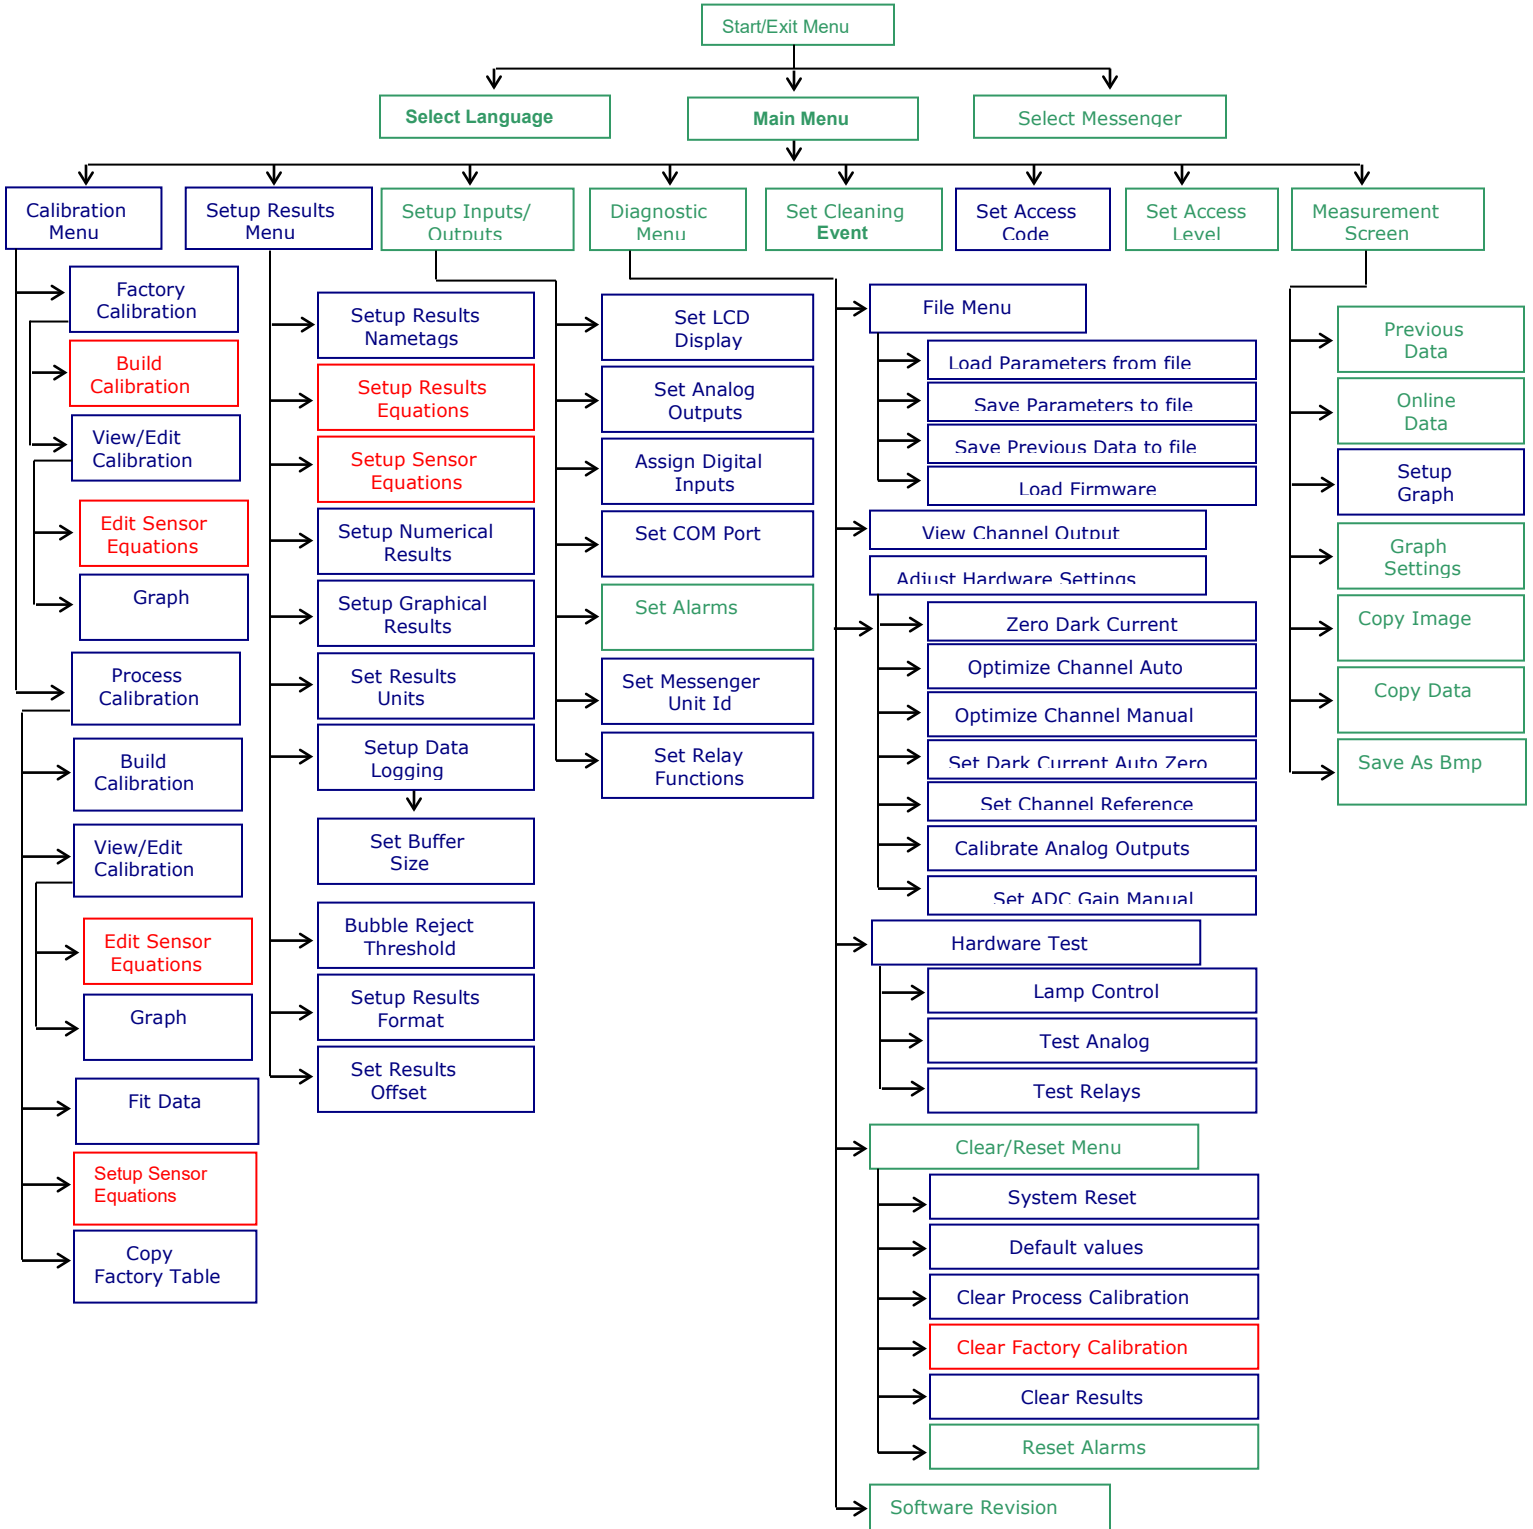 Start/Exit Menu
Select Language
Main Menu
Select Messenger
Calibration
Menu
Setup Results
Menu
Setup Inputs/
Outputs
Diagnostic
Menu
Set Cleaning
Event
Set Access
Code
Set Access
Level
Measurement
Screen
Factory
Calibration
Build
Calibration
View/Edit
Calibration
Edit Sensor
Equations
Graph
Process
Calibration
Build
Calibration
View/Edit
Calibration
Edit Sensor
Equations
Graph
Fit Data
Setup Sensor
Equations
Copy
Factory Table
Setup Results
Nametags
Setup Results
Equations
Setup Sensor
Equations
Setup Numerical
Results
Setup Graphical
Results
Set Results
Units
Setup Data
Logging
Set Buffer
Size
Bubble Reject
Threshold
Setup Results
Format
Set Results
Offset
Set LCD
Display
Set Analog
Outputs
Assign Digital
Inputs
Set COM Port
Set Alarms
Set Messenger
Unit Id
Set Relay
Functions
File Menu
Load Parameters from file
Save Parameters to file
Save Previous Data to file
Load Firmware
View Channel Output
Adjust Hardware Settings
Zero Dark Current
Optimize Channel Auto
Optimize Channel Manual
Set Dark Current Auto Zero
Set Channel Reference
Calibrate Analog Outputs
Set ADC Gain Manual
Hardware Test
Lamp Control
Test Analog
Test Relays
Clear/Reset Menu
System Reset
Default values
Clear Process Calibration
Clear Factory Calibration
Clear Results
Reset Alarms
Software Revision
Previous
Data
Online
Data
Setup
Graph
Graph
Settings
Copy Image
Copy Data
Save As Bmp